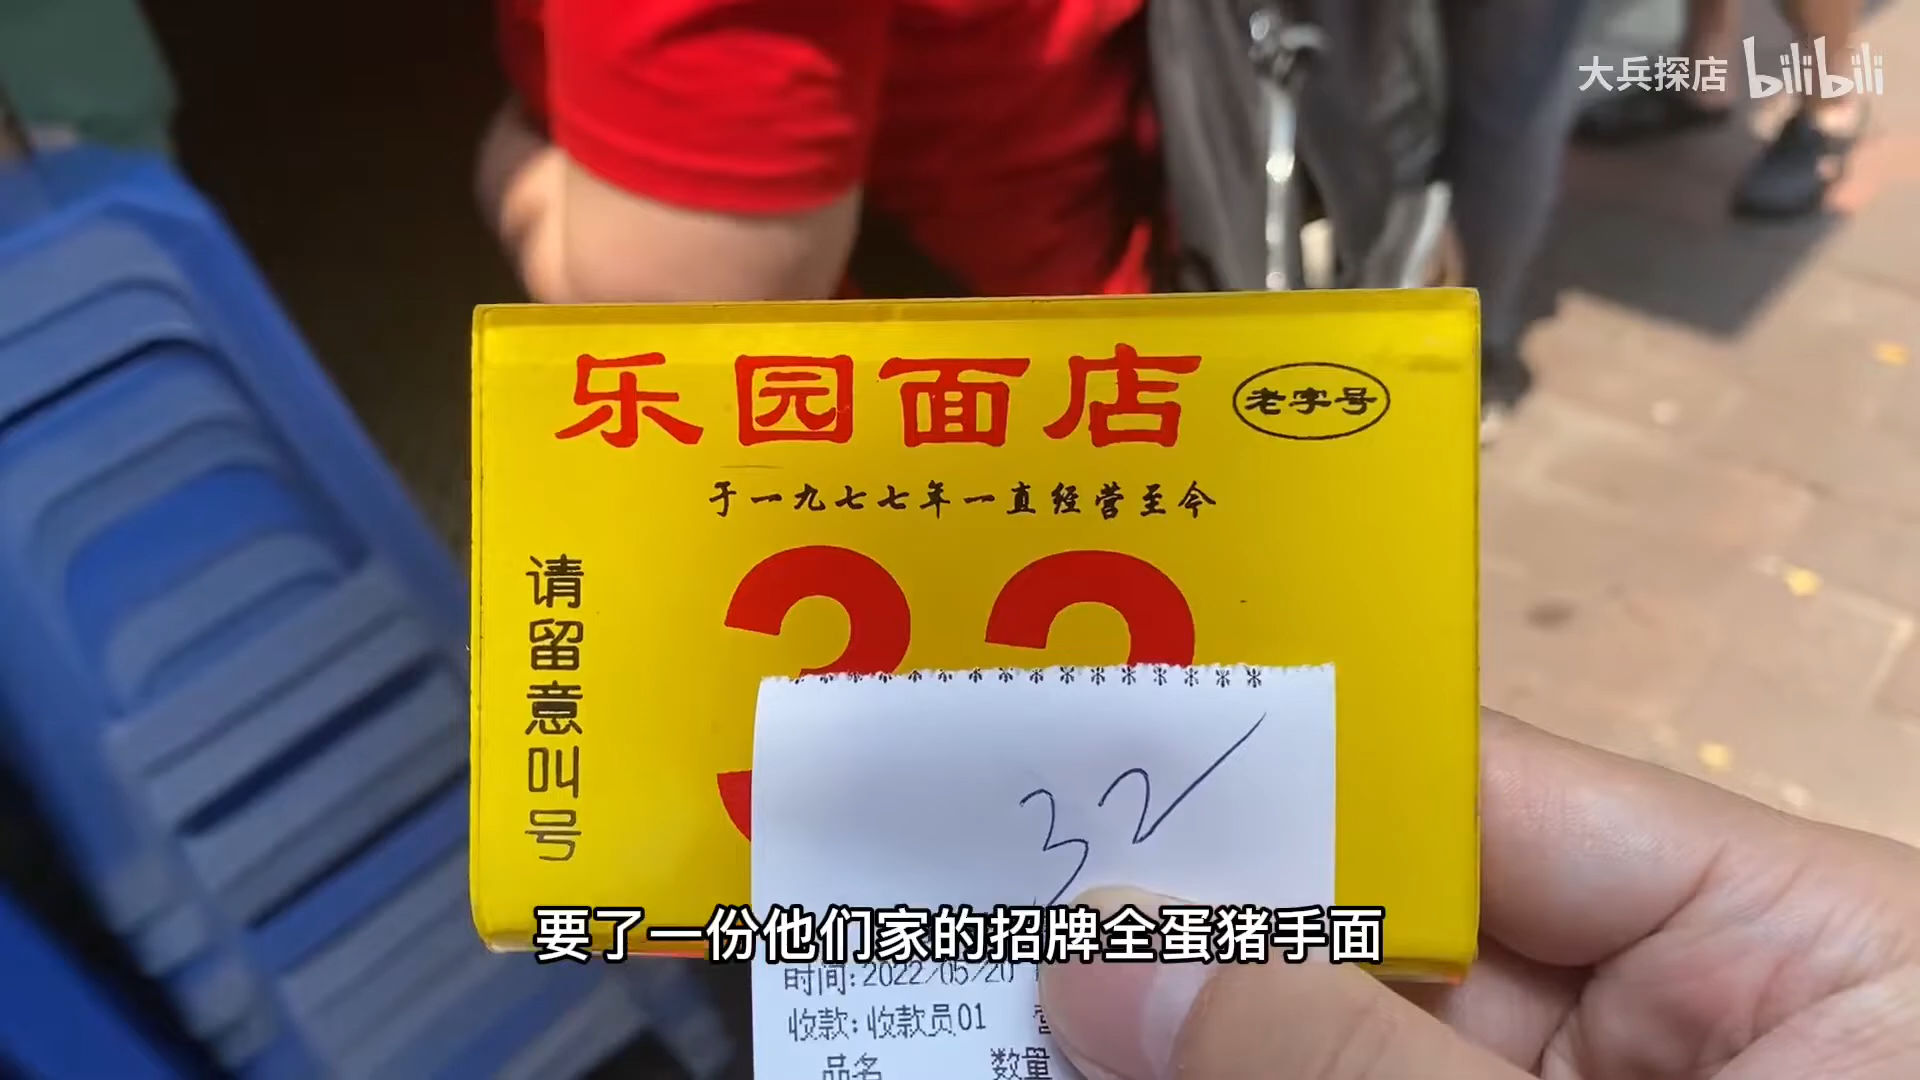 大兵探店 bilibili
乐园面店 老字号
于一九七七年一直经营至今
请留意叫号
32
32
要了一份他们家的招牌全蛋猪手面
时间:2022/05/20
收款:收款员01
品名 数量